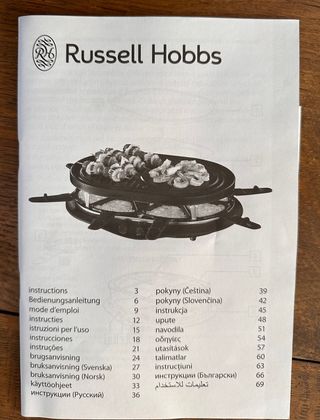 Russell Hobbs
instructions 3
Bedienungsanleitung 6
mode d'emploi 9
instructies 12
istruzioni per l'uso 15
instrucciones 18
instruções 21
brugsanvisning 24
bruksanvisning (Svenska) 27
bruksanvisning (Norsk) 30
käyttöohjeet 33
инструкции (Русский) 36
pokyny (Čeština) 39
pokyny (Slovenčina) 42
instrukcja 45
upute 48
navodila 51
οδηγίες 54
utasítások 57
talimatlar 60
instrucţiuni 63
инструкции (Български) 66
تعليمات للاستخدام 69